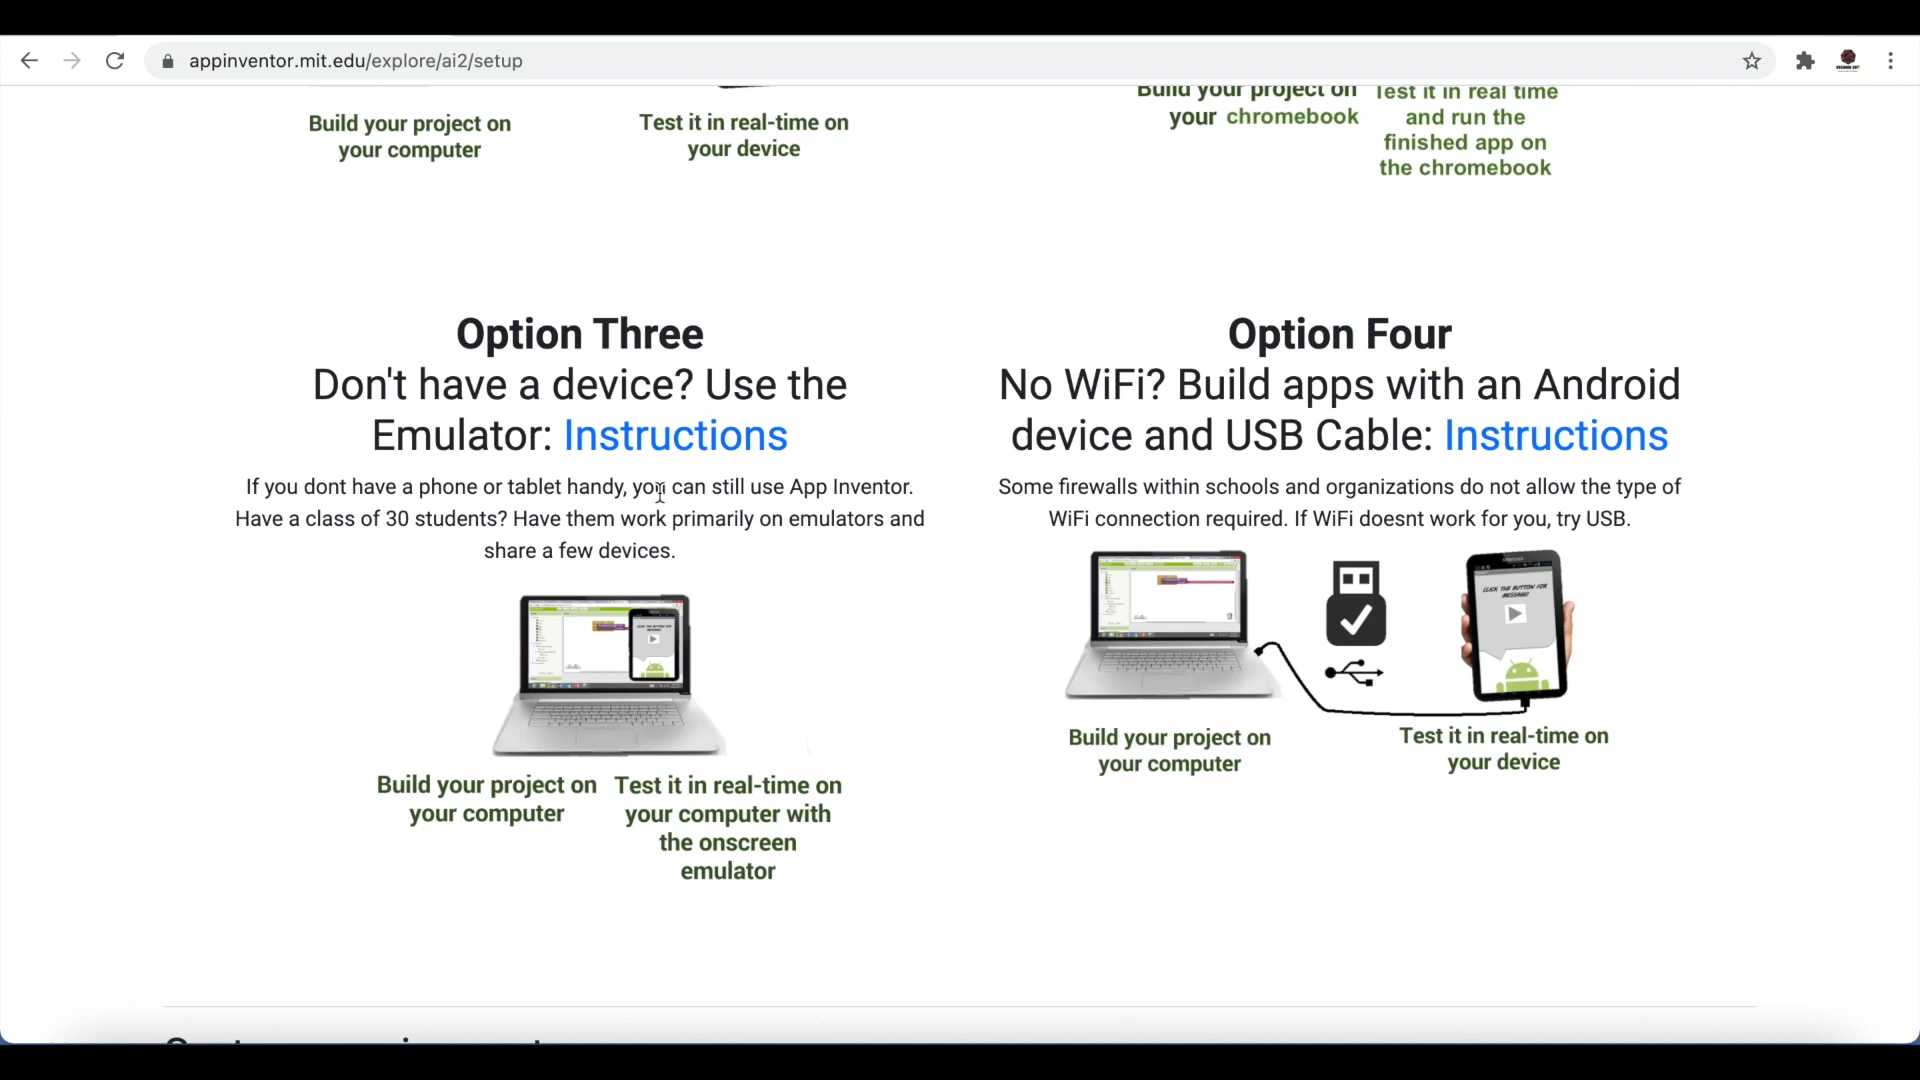 appinventor.mit.edu/explore/ai2/setup
Build your project on
your computer
Test it in real-time on
your device
Build your project on
your chromebook
Test it in real time
and run the
finished app on
the chromebook
Option Three
Don't have a device? Use the
Emulator: Instructions
If you dont have a phone or tablet handy, you can still use App Inventor.
Have a class of 30 students? Have them work primarily on emulators and
share a few devices.
Build your project on
your computer
Test it in real-time on
your computer with
the onscreen
emulator
Option Four
No WiFi? Build apps with an Android
device and USB Cable: Instructions
Some firewalls within schools and organizations do not allow the type of
WiFi connection required. If WiFi doesnt work for you, try USB.
SAMSUNG
CLICK THE BUTTON FOR
MESSAGE!
Build your project on
your computer
Test it in real-time on
your device